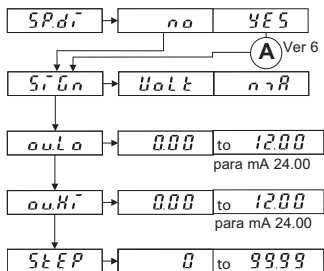 SP.di no YES
A Ver 6
SiGn VoLt mA
ou.Lo 0.00 to 12.00
para mA 24.00
ou.Hi 0.00 to 12.00
para mA 24.00
StEP 0 to 99.99